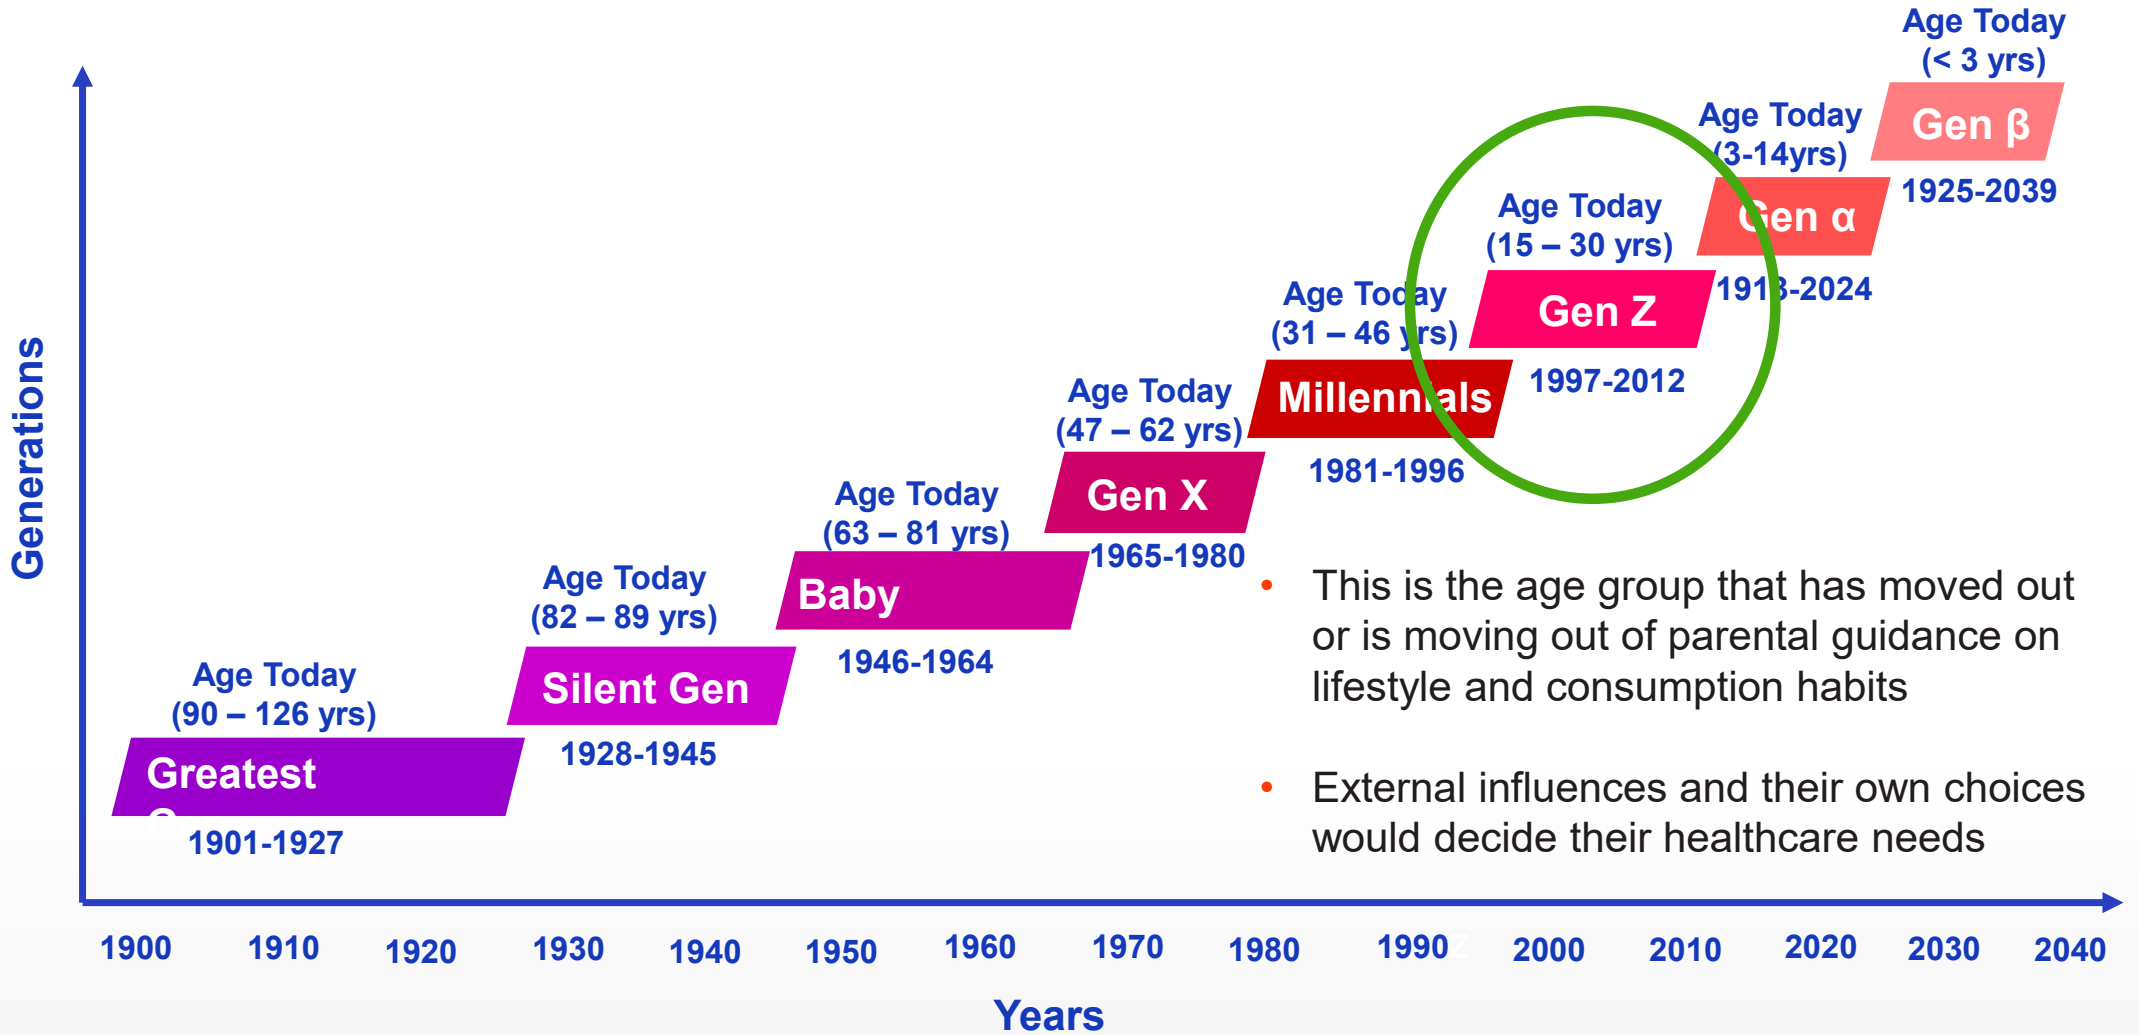 Age Today
(< 3 yrs)
Gen β
1925-2039
Age Today
(3-14yrs)
Gen α
1913-2024
Age Today
(15 – 30 yrs)
Gen Z
1997-2012
Age Today
(31 – 46 yrs)
Millennials
1981-1996
Age Today
(47 – 62 yrs)
Gen X
1965-1980
Age Today
(63 – 81 yrs)
Baby
1946-1964
Age Today
(82 – 89 yrs)
Silent Gen
1928-1945
Age Today
(90 – 126 yrs)
Greatest
G
1901-1927
Generations
• This is the age group that has moved out
or is moving out of parental guidance on
lifestyle and consumption habits
• External influences and their own choices
would decide their healthcare needs
1900 1910 1920 1930 1940 1950 1960 1970 1980 1990 Z 2000 2010 2020 2030 2040
Years